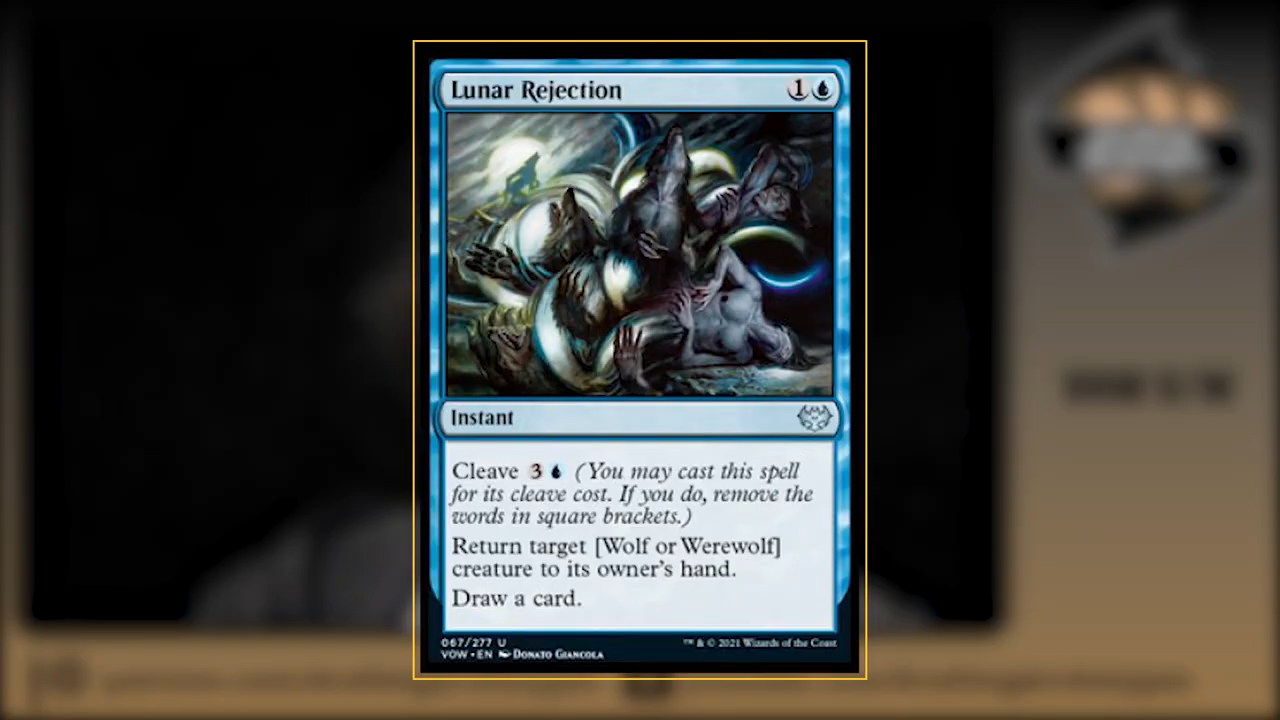 Lunar Rejection 1
Instant
Cleave 3 (You may cast this spell
for its cleave cost. If you do, remove the
words in square brackets.)
Return target [Wolf or Werewolf]
creature to its owner's hand.
Draw a card.
067/277 U ™ & © 2021 Wizards of the Coast
VOW • EN Donato Giancola